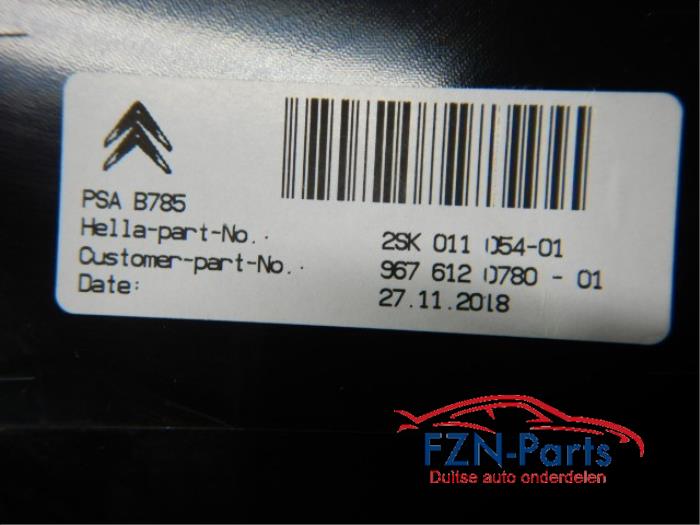 PSA B785
Hella-part-No.: 2SK 011 054-01
Customer-part-No.: 967 612 0780 - 01
Date: 27.11.2018
FZN-Parts
Duitse auto onderdelen